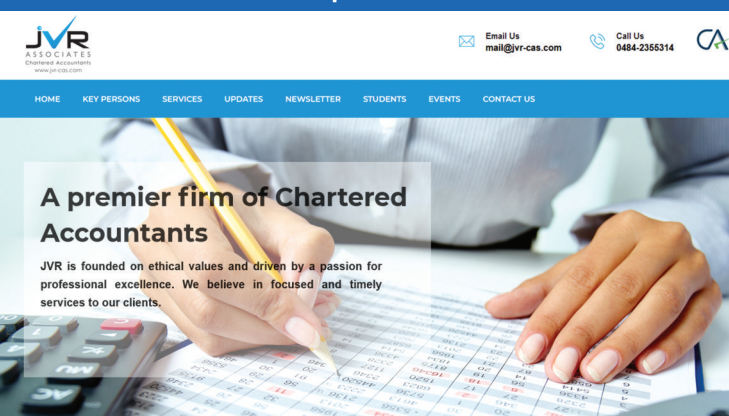 JVR
ASSOCIATES
Chartered Accountants
www.jvr-cas.com
Email Us
mail@jvr-cas.com
Call Us
0484-2355314
CA
HOME KEY PERSONS SERVICES UPDATES NEWSLETTER STUDENTS EVENTS CONTACT US
A premier firm of Chartered
Accountants
JVR is founded on ethical values and driven by a passion for
professional excellence. We believe in focused and timely
services to our clients.